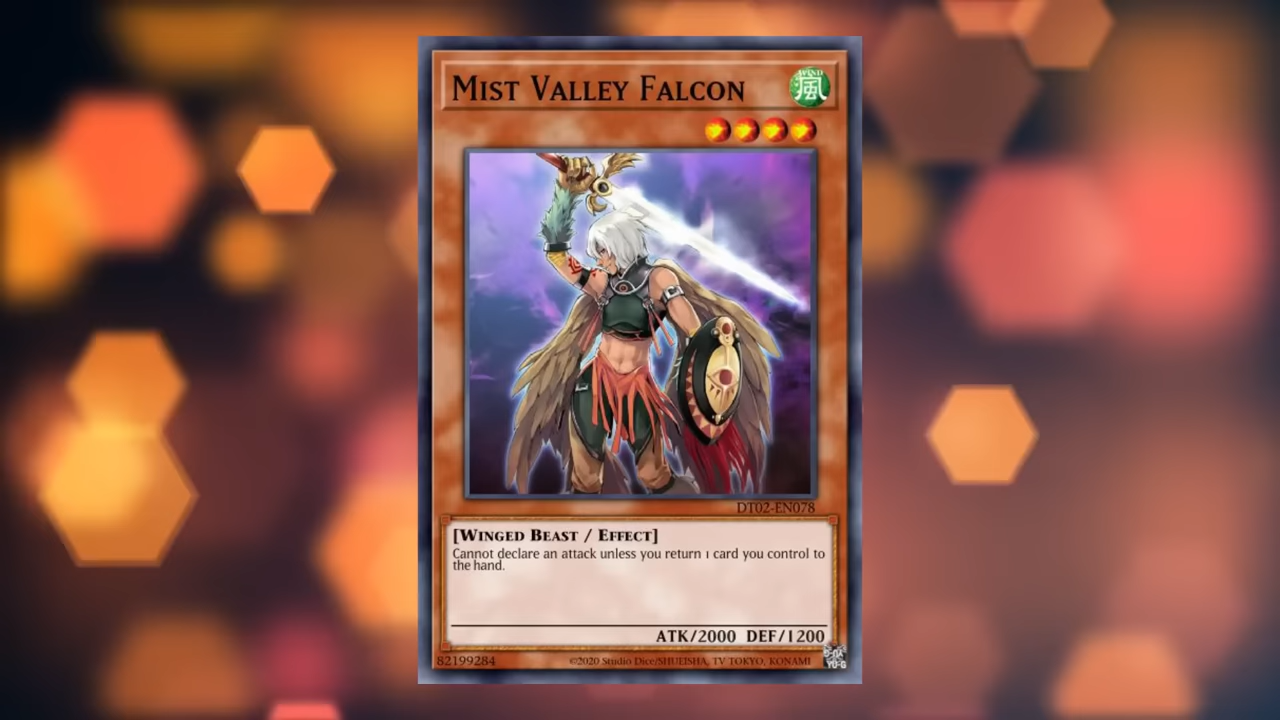 MIST VALLEY FALCON
WIND
風
DT02-EN078
[WINGED BEAST / EFFECT]
Cannot declare an attack unless you return 1 card you control to
the hand.
ATK/2000 DEF/1200
82199284
©2020 Studio Dice/SHUEISHA, TV TOKYO, KONAMI